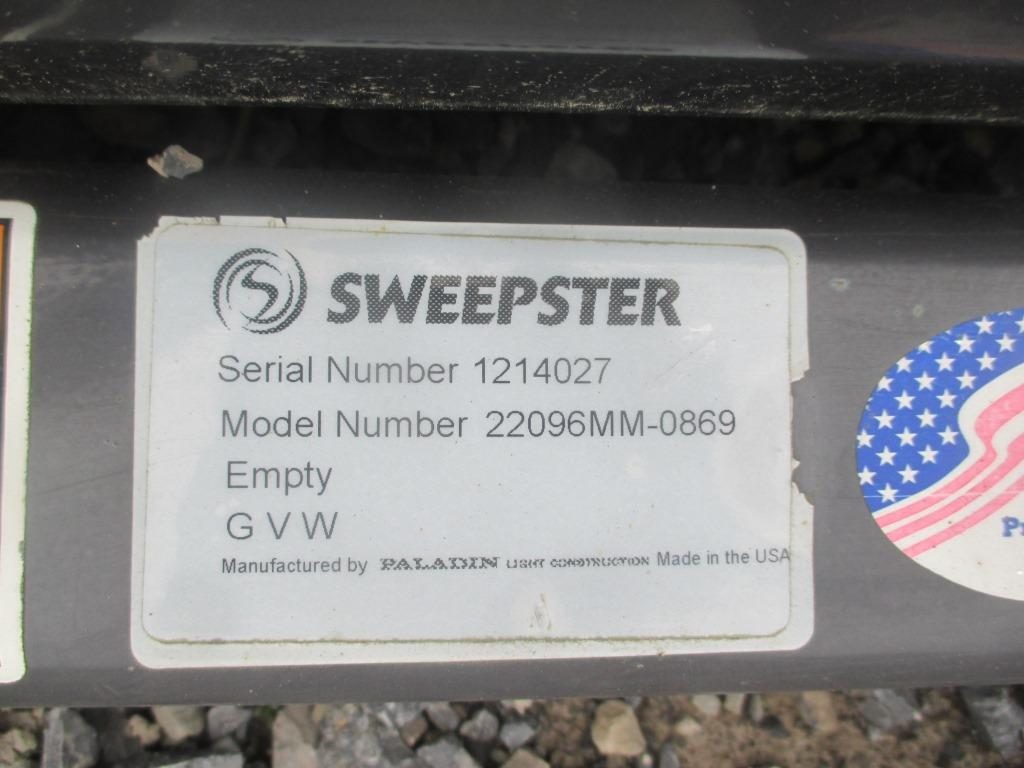 SWEEPSTER
Serial Number 1214027
Model Number 22096MM-0869
Empty
G V W
Manufactured by PALADIN LIGHT CONSTRUCTION Made in the USA